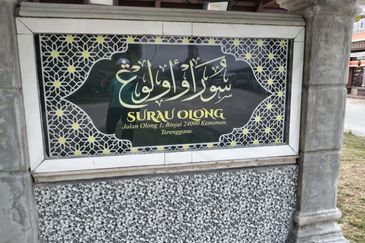 سوراو اولوڠ
SURAU OLONG
Jalan Olong 1, Binjai 24000 Kemaman,
Terengganu.